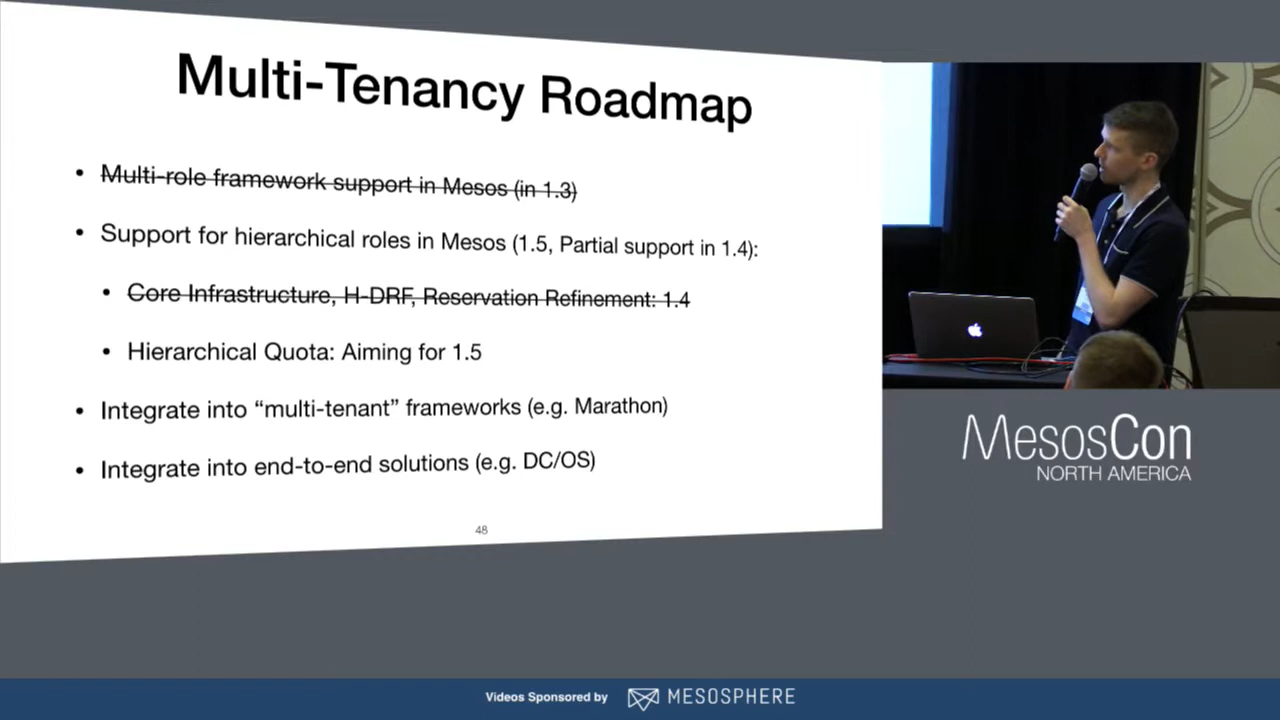 Multi-Tenancy Roadmap
• Multi-role framework support in Mesos (in 1.3)
• Support for hierarchical roles in Mesos (1.5, Partial support in 1.4):
• Core Infrastructure, H-DRF, Reservation Refinement: 1.4
• Hierarchical Quota: Aiming for 1.5
• Integrate into “multi-tenant” frameworks (e.g. Marathon)
• Integrate into end-to-end solutions (e.g. DC/OS)
48
MesosCon
NORTH AMERICA
Videos Sponsored by MESOSPHERE